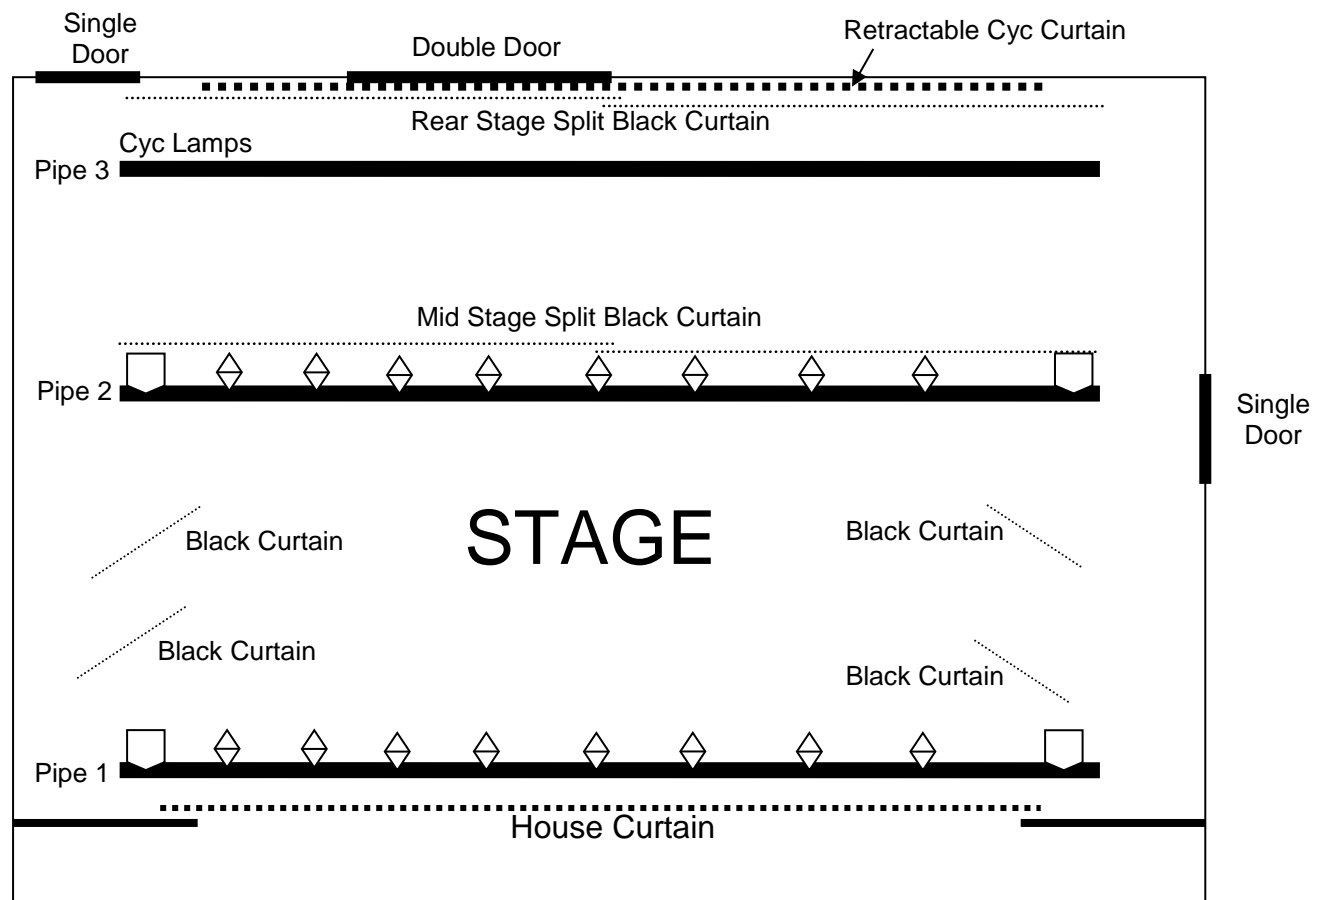 Single
Door
Double Door
Retractable Cyc Curtain
Rear Stage Split Black Curtain
Cyc Lamps
Pipe 3
Mid Stage Split Black Curtain
Pipe 2
Single
Door
STAGE
Black Curtain
Black Curtain
Black Curtain
Black Curtain
Pipe 1
House Curtain